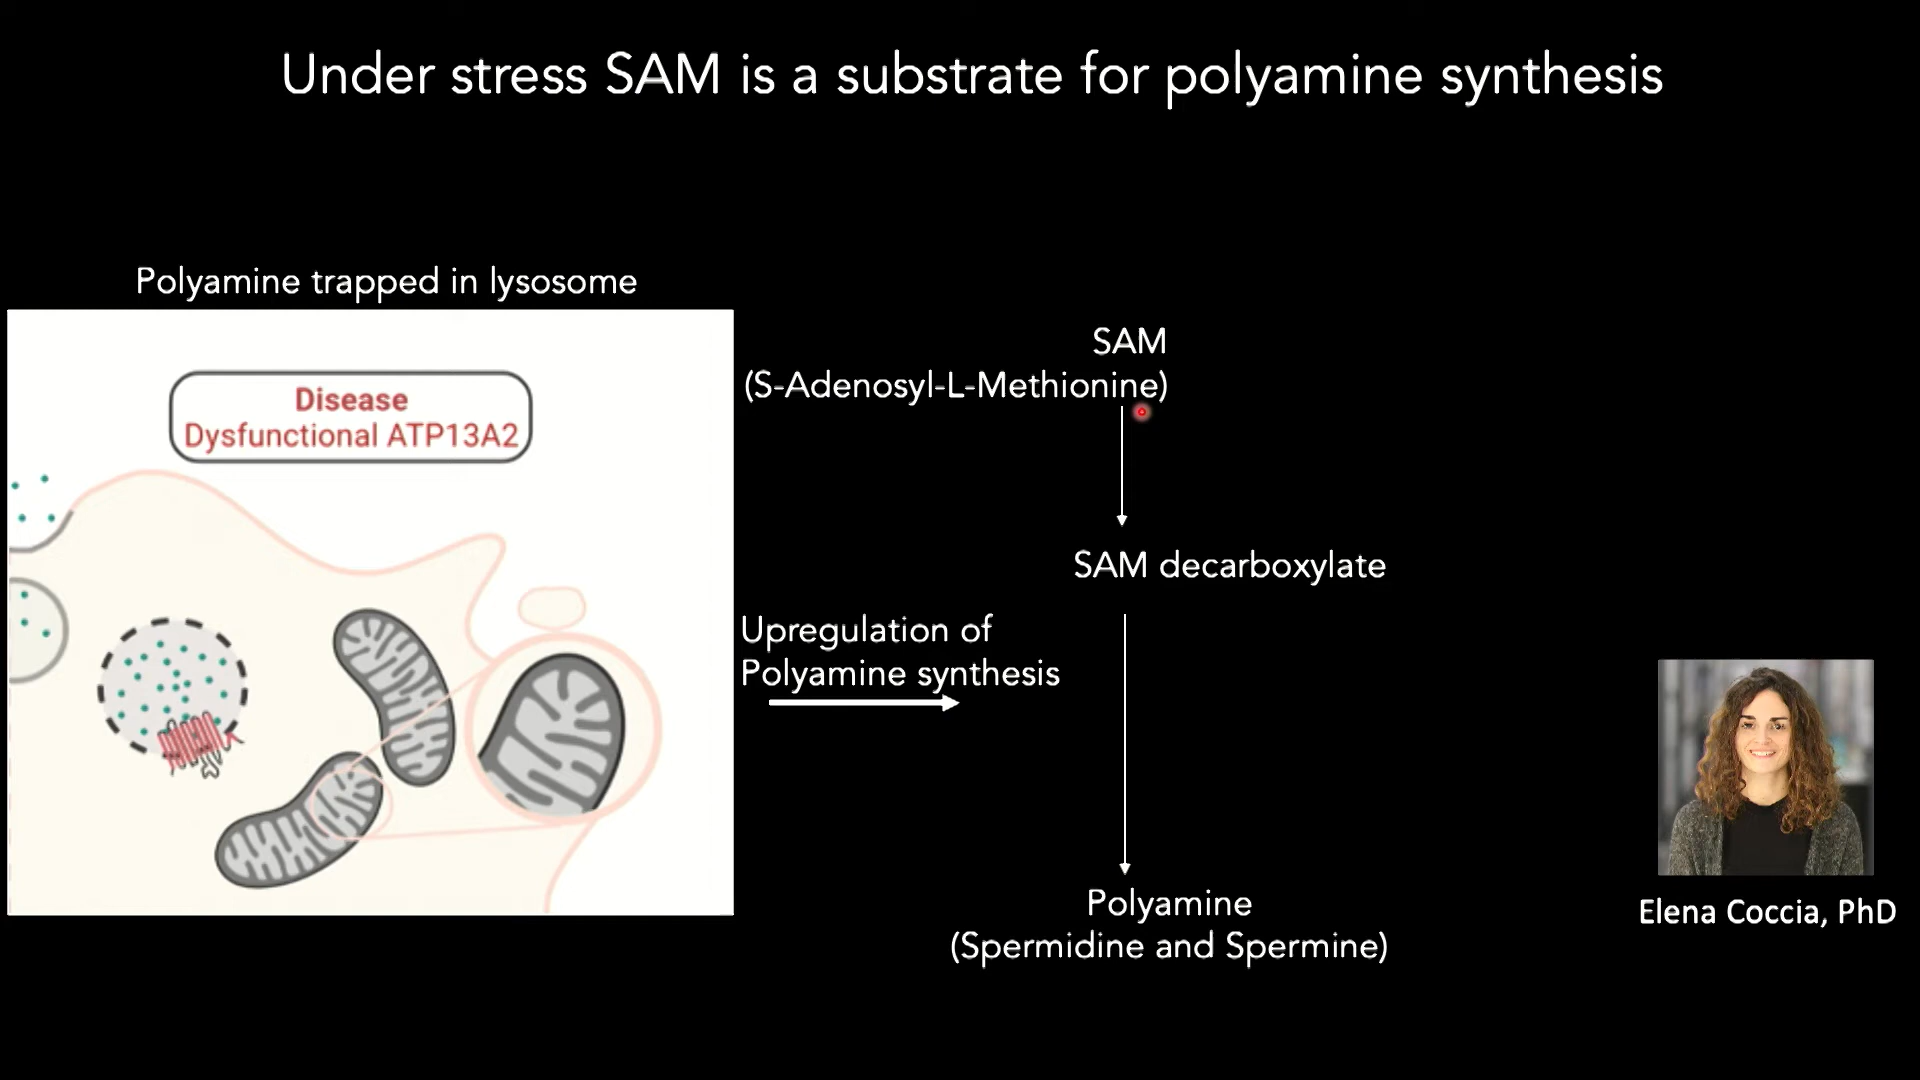 Under stress SAM is a substrate for polyamine synthesis
Polyamine trapped in lysosome
Disease
Dysfunctional ATP13A2
SAM
(S-Adenosyl-L-Methionine)
SAM decarboxylate
Upregulation of
Polyamine synthesis
Polyamine
(Spermidine and Spermine)
Elena Coccia, PhD